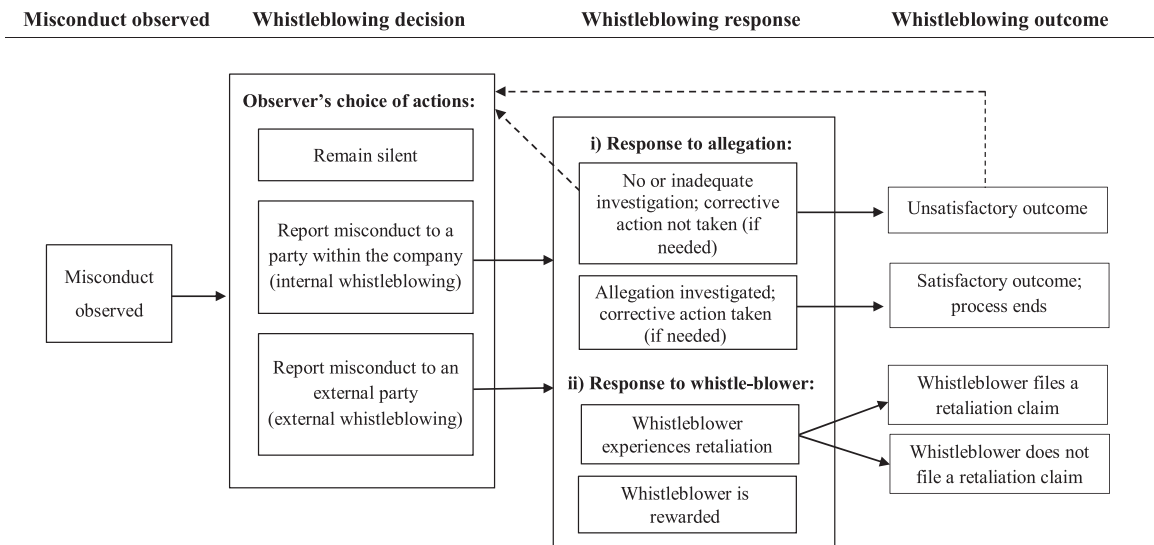 Misconduct observed
Whistleblowing decision
Whistleblowing response
Whistleblowing outcome
Misconduct
observed
Observer's choice of actions:
Remain silent
Report misconduct to a
party within the company
(internal whistleblowing)
Report misconduct to an
external party
(external whistleblowing)
i) Response to allegation:
No or inadequate
investigation; corrective
action not taken (if
needed)
Allegation investigated;
corrective action taken
(if needed)
ii) Response to whistle-blower:
Whistleblower
experiences retaliation
Whistleblower is
rewarded
Unsatisfactory outcome
Satisfactory outcome;
process ends
Whistleblower files a
retaliation claim
Whistleblower does not
file a retaliation claim